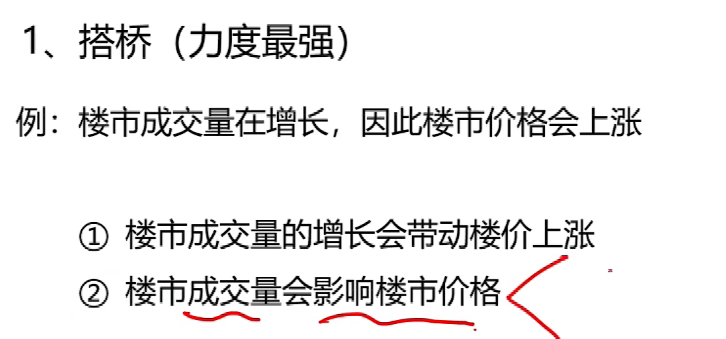 1、搭桥（力度最强）
例：楼市成交量在增长，因此楼市价格会上涨
① 楼市成交量的增长会带动楼价上涨
② 楼市成交量会影响楼市价格